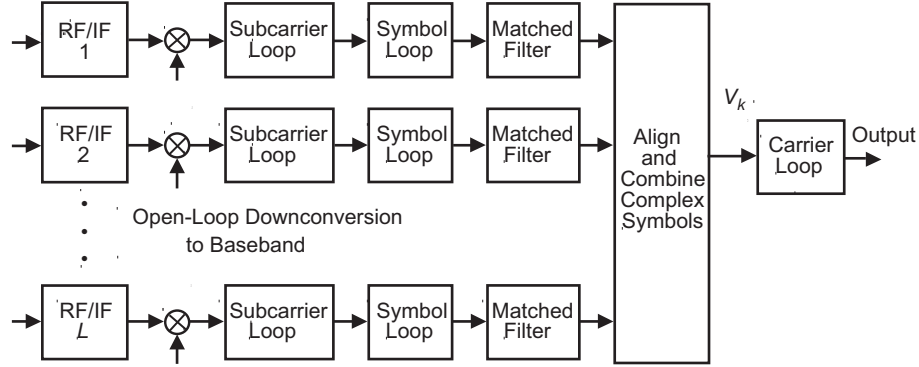 RF/IF
1
Subcarrier
Loop
Symbol
Loop
Matched
Filter
RF/IF
2
Subcarrier
Loop
Symbol
Loop
Matched
Filter
Open-Loop Downconversion
to Baseband
RF/IF
L
Subcarrier
Loop
Symbol
Loop
Matched
Filter
Align
and
Combine
Complex
Symbols
V_k
Carrier
Loop
Output